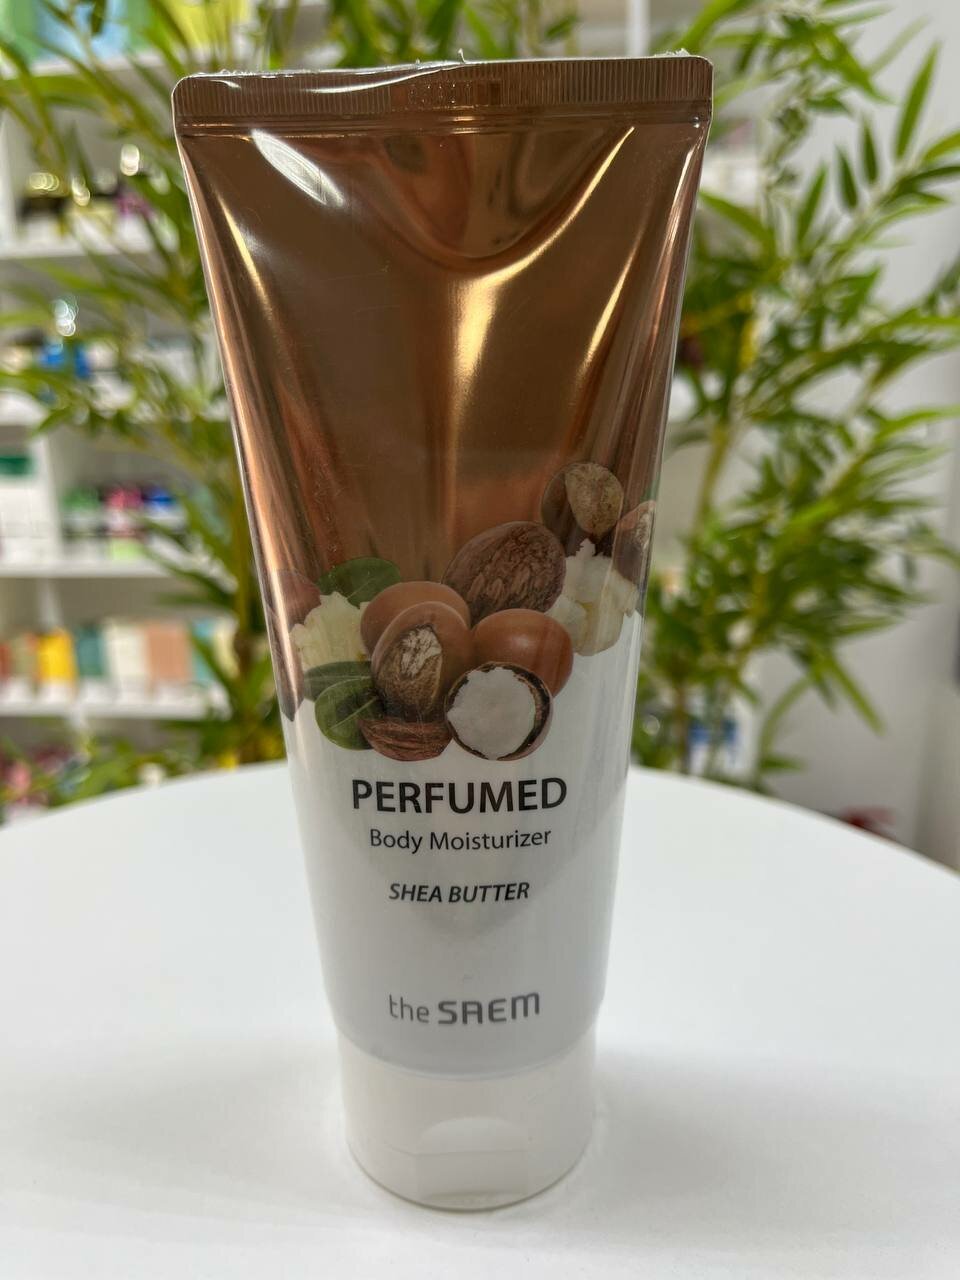 PERFUMED
Body Moisturizer
SHEA BUTTER
the SAEM